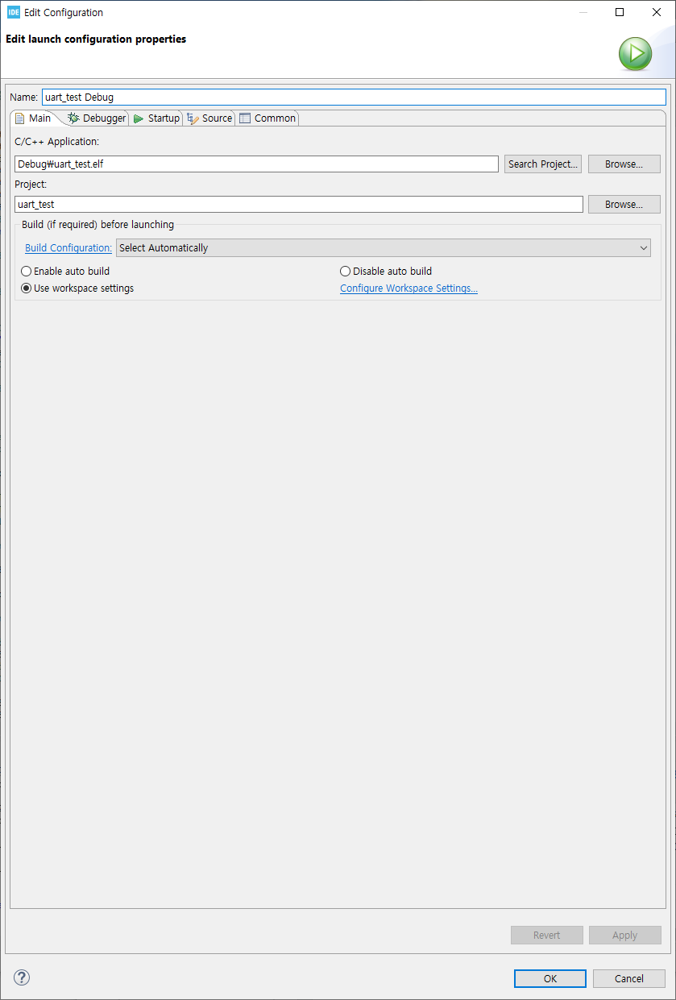 IDE Edit Configuration
Edit launch configuration properties
Name: uart_test Debug
Main Debugger Startup Source Common
C/C++ Application:
Debug₩uart_test.elf Search Project... Browse...
Project:
uart_test Browse...
Build (if required) before launching
Build Configuration: Select Automatically
Enable auto build Disable auto build
Use workspace settings Configure Workspace Settings...
Revert Apply
? OK Cancel